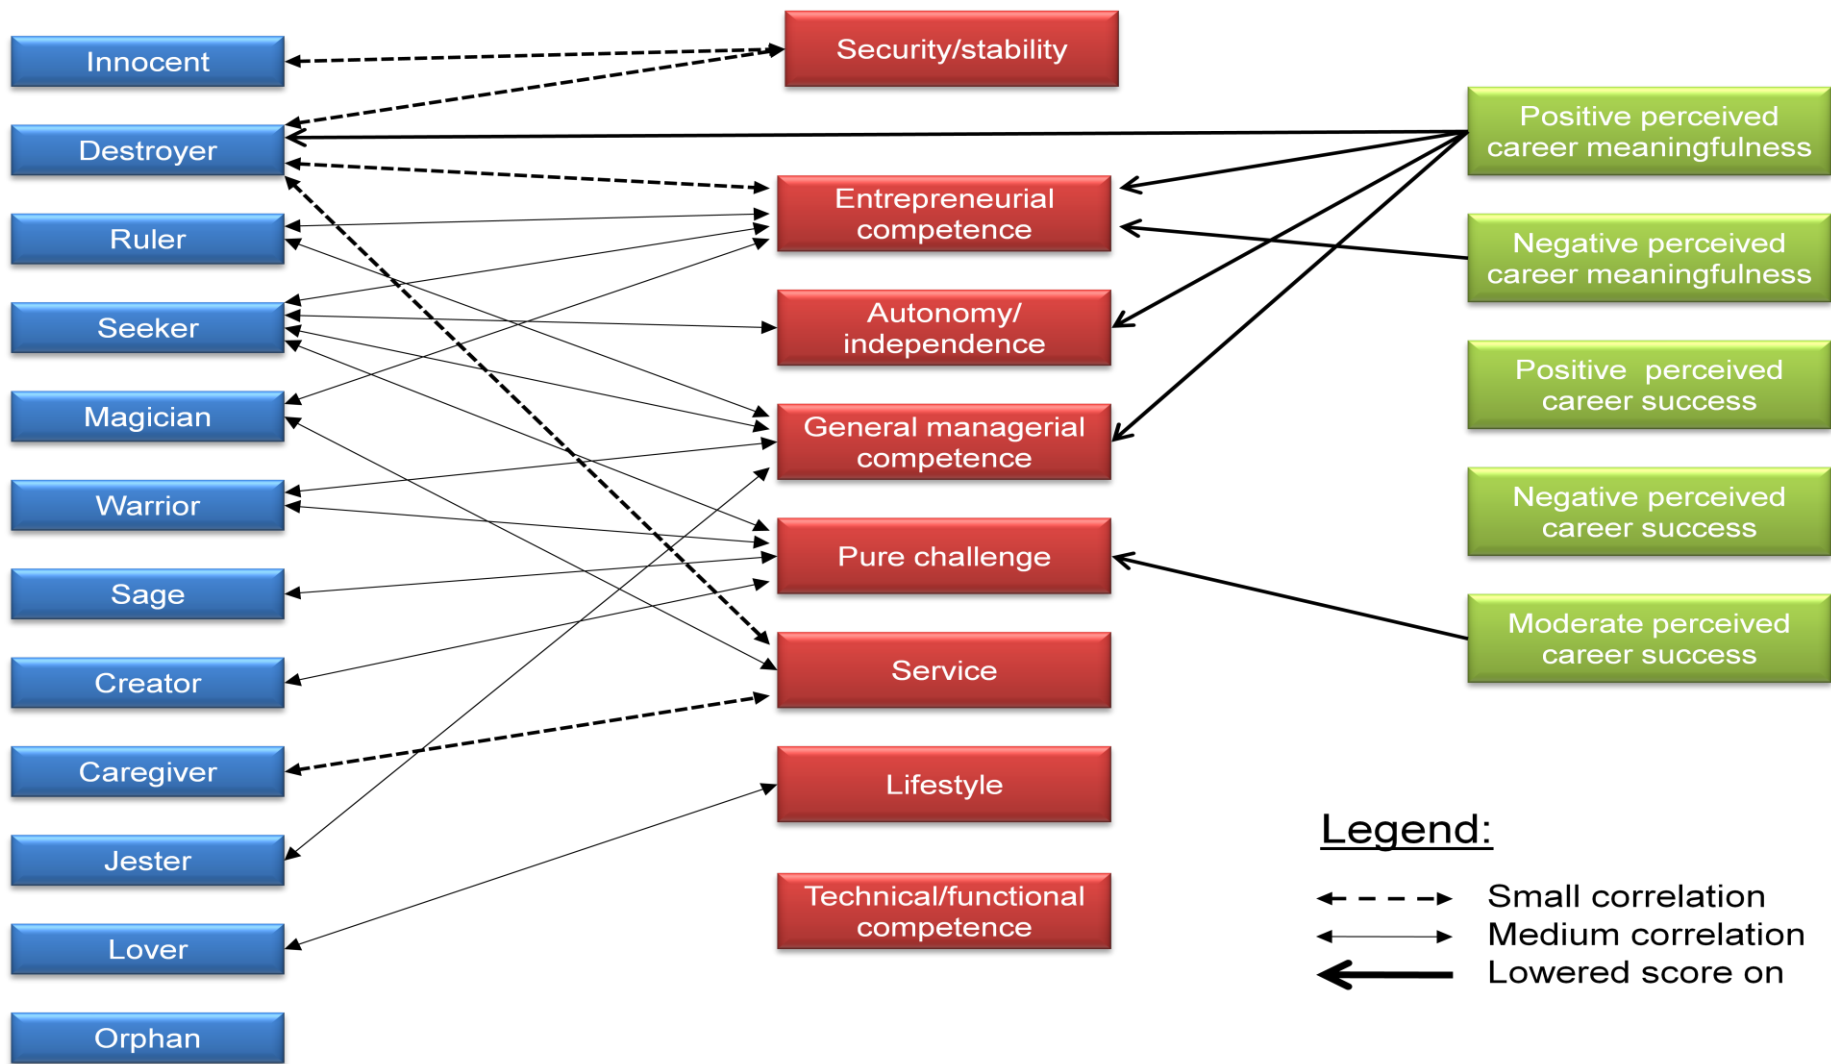 Innocent
Destroyer
Ruler
Seeker
Magician
Warrior
Sage
Creator
Caregiver
Jester
Lover
Orphan
Security/stability
Entrepreneurial
competence
Autonomy/
independence
General managerial
competence
Pure challenge
Service
Lifestyle
Technical/functional
competence
Positive perceived
career meaningfulness
Negative perceived
career meaningfulness
Positive perceived
career success
Negative perceived
career success
Moderate perceived
career success
Legend:
Small correlation
Medium correlation
Lowered score on